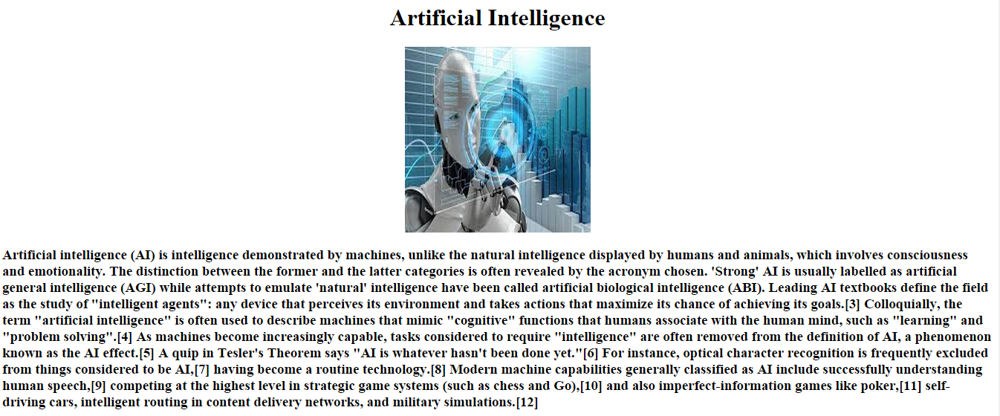 Artificial Intelligence
Artificial intelligence (AI) is intelligence demonstrated by machines, unlike the natural intelligence displayed by humans and animals, which involves consciousness
and emotionality. The distinction between the former and the latter categories is often revealed by the acronym chosen. 'Strong' AI is usually labelled as artificial
general intelligence (AGI) while attempts to emulate 'natural' intelligence have been called artificial biological intelligence (ABI). Leading AI textbooks define the field
as the study of "intelligent agents": any device that perceives its environment and takes actions that maximize its chance of achieving its goals.[3] Colloquially, the
term "artificial intelligence" is often used to describe machines that mimic "cognitive" functions that humans associate with the human mind, such as "learning" and
"problem solving".[4] As machines become increasingly capable, tasks considered to require "intelligence" are often removed from the definition of AI, a phenomenon
known as the AI effect.[5] A quip in Tesler's Theorem says "AI is whatever hasn't been done yet."[6] For instance, optical character recognition is frequently excluded
from things considered to be AI,[7] having become a routine technology.[8] Modern machine capabilities generally classified as AI include successfully understanding
human speech,[9] competing at the highest level in strategic game systems (such as chess and Go),[10] and also imperfect-information games like poker,[11] self-
driving cars, intelligent routing in content delivery networks, and military simulations.[12]